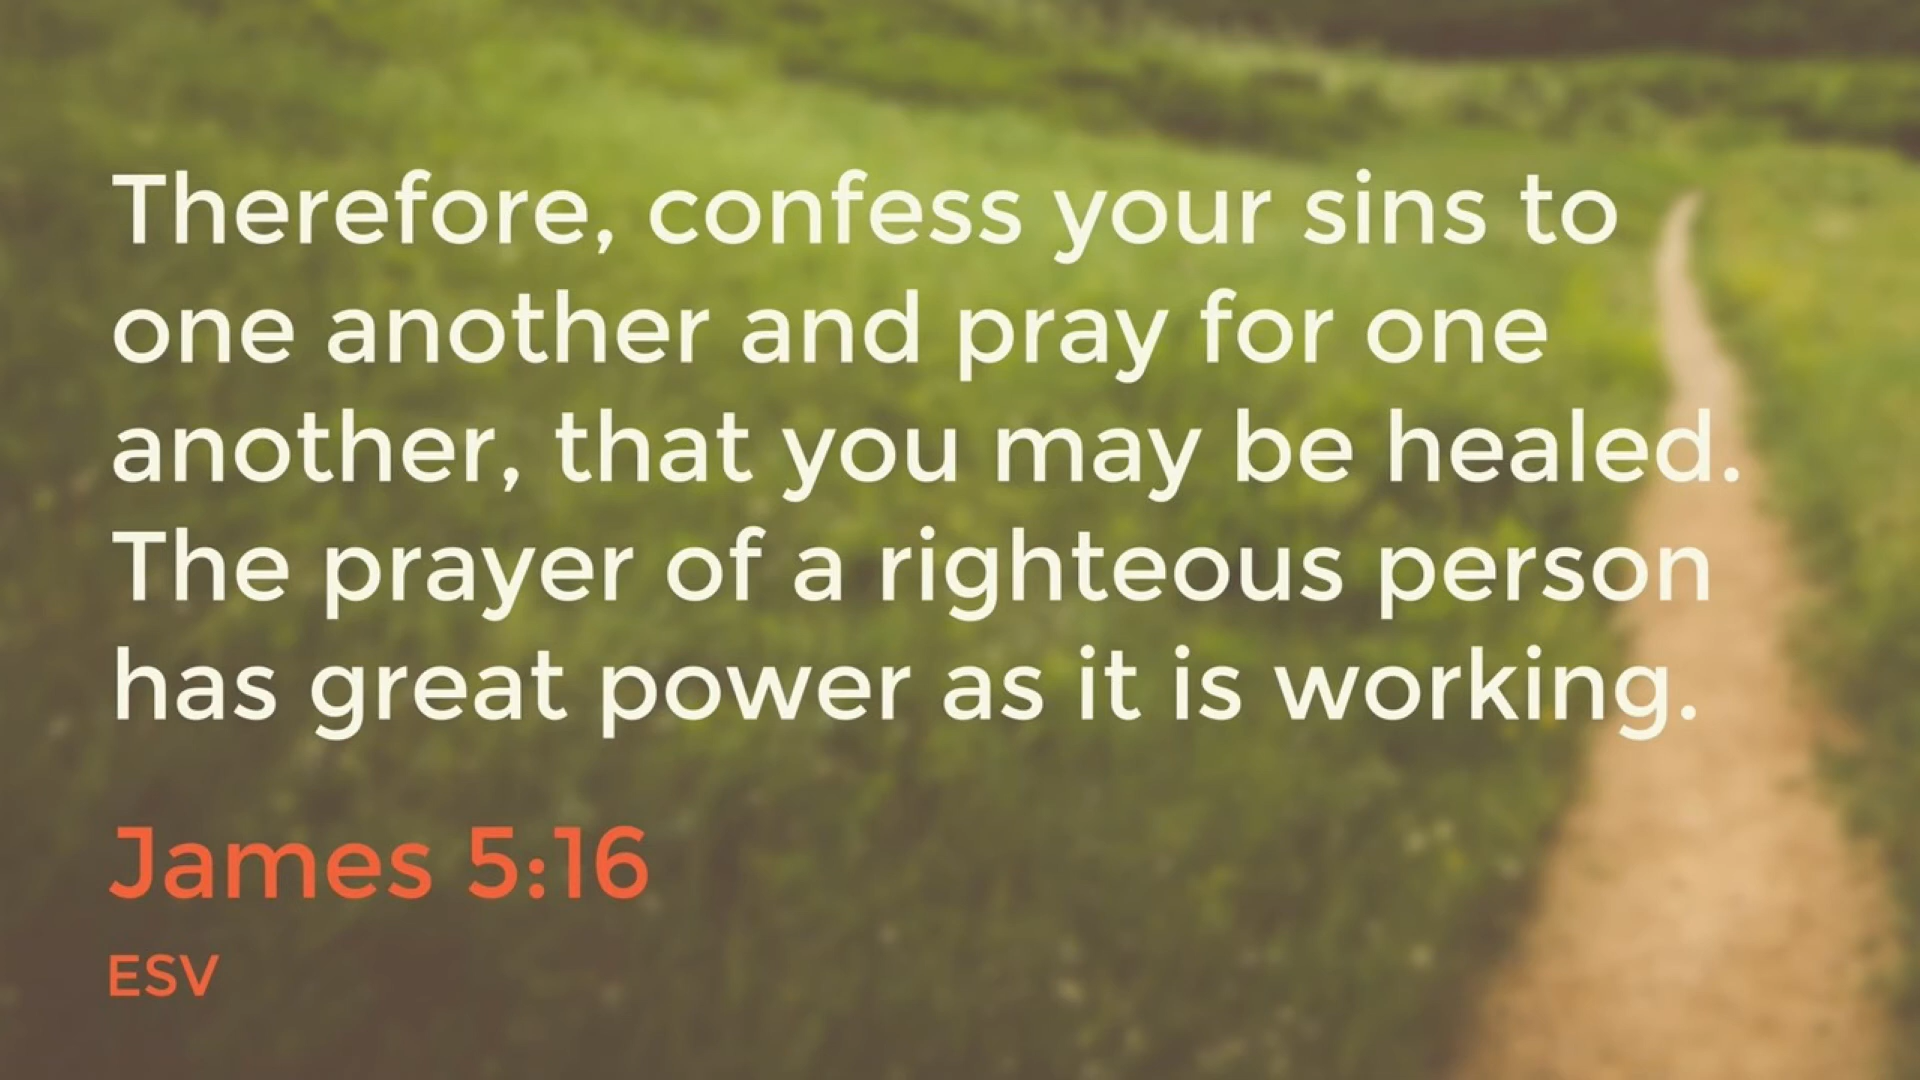 Therefore, confess your sins to
one another and pray for one
another, that you may be healed.
The prayer of a righteous person
has great power as it is working.
James 5:16
ESV